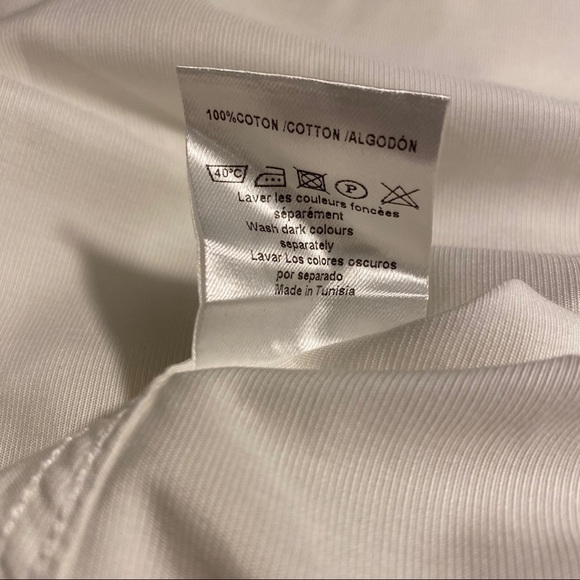 100%COTON /COTTON /ALGODÓN
40°C P
Laver les couleurs foncèes
séparément
Wash dark colours
separately
Lavar Los colores oscuros
por separado
Made in Tunisia